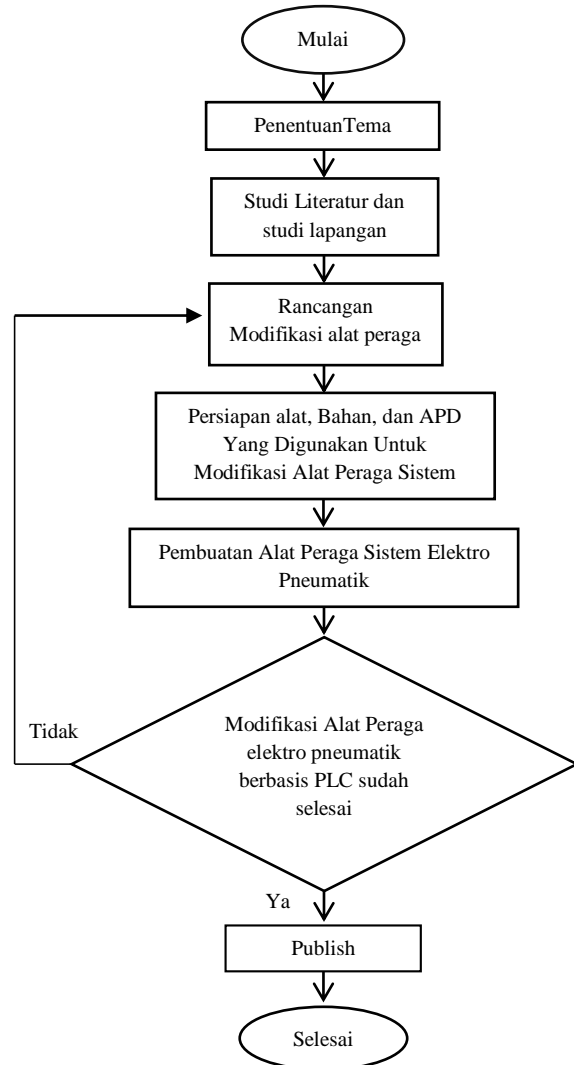 Mulai
PenentuanTema
Studi Literatur dan
studi lapangan
Rancangan
Modifikasi alat peraga
Persiapan alat, Bahan, dan APD
Yang Digunakan Untuk
Modifikasi Alat Peraga Sistem
Pembuatan Alat Peraga Sistem Elektro
Pneumatik
Tidak
Modifikasi Alat Peraga
elektro pneumatik
berbasis PLC sudah
selesai
Ya
Publish
Selesai